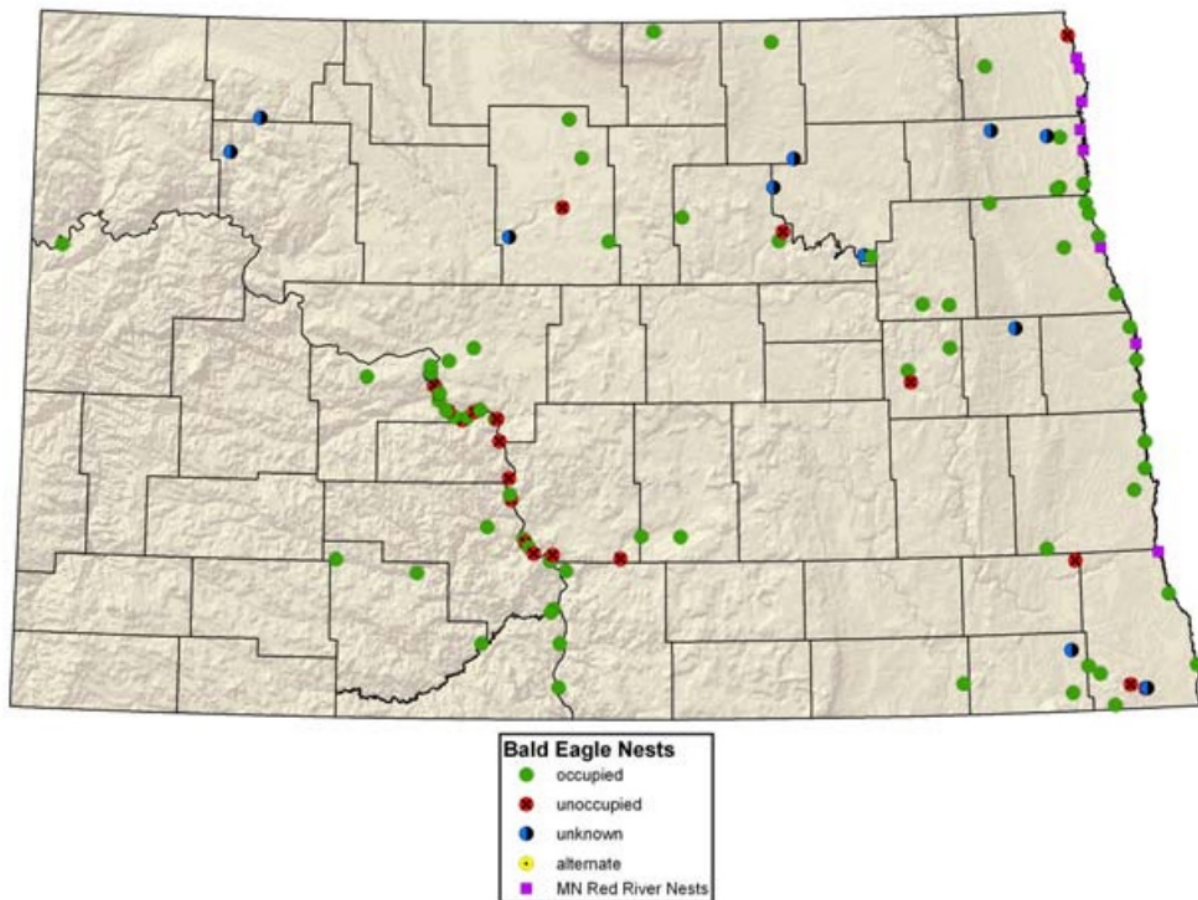 Bald Eagle Nests
occupied
unoccupied
unknown
alternate
MN Red River Nests